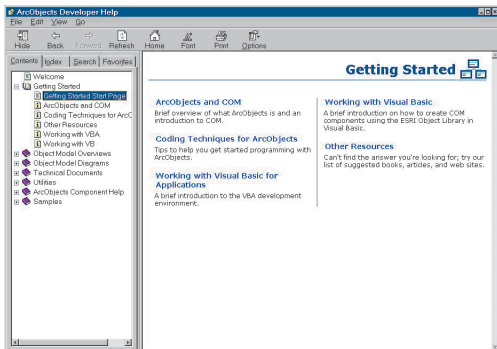 ArcObjects Developer Help
File Edit View Go
Hide Back Forward Refresh Home Font Print Options
Contents Index Search Favorites
Welcome
Getting Started
Getting Started Start Page
ArcObjects and COM
Coding Techniques for ArcO
Other Resources
Working with VBA
Working with VB
Object Model Overviews
Object Model Diagrams
Technical Documents
Utilities
ArcObjects Component Help
Samples
Getting Started
ArcObjects and COM
Brief overview of what ArcObjects is and an
introduction to COM.
Coding Techniques for ArcObjects
Tips to help you get started programming with
ArcObjects.
Working with Visual Basic for
Applications
A brief introduction to the VBA development
environment.
Working with Visual Basic
A brief introduction on how to create COM
components using the ESRI Object Library in
Visual Basic.
Other Resources
Can't find the answer you're looking for; try our
list of suggested books, articles, and web sites.